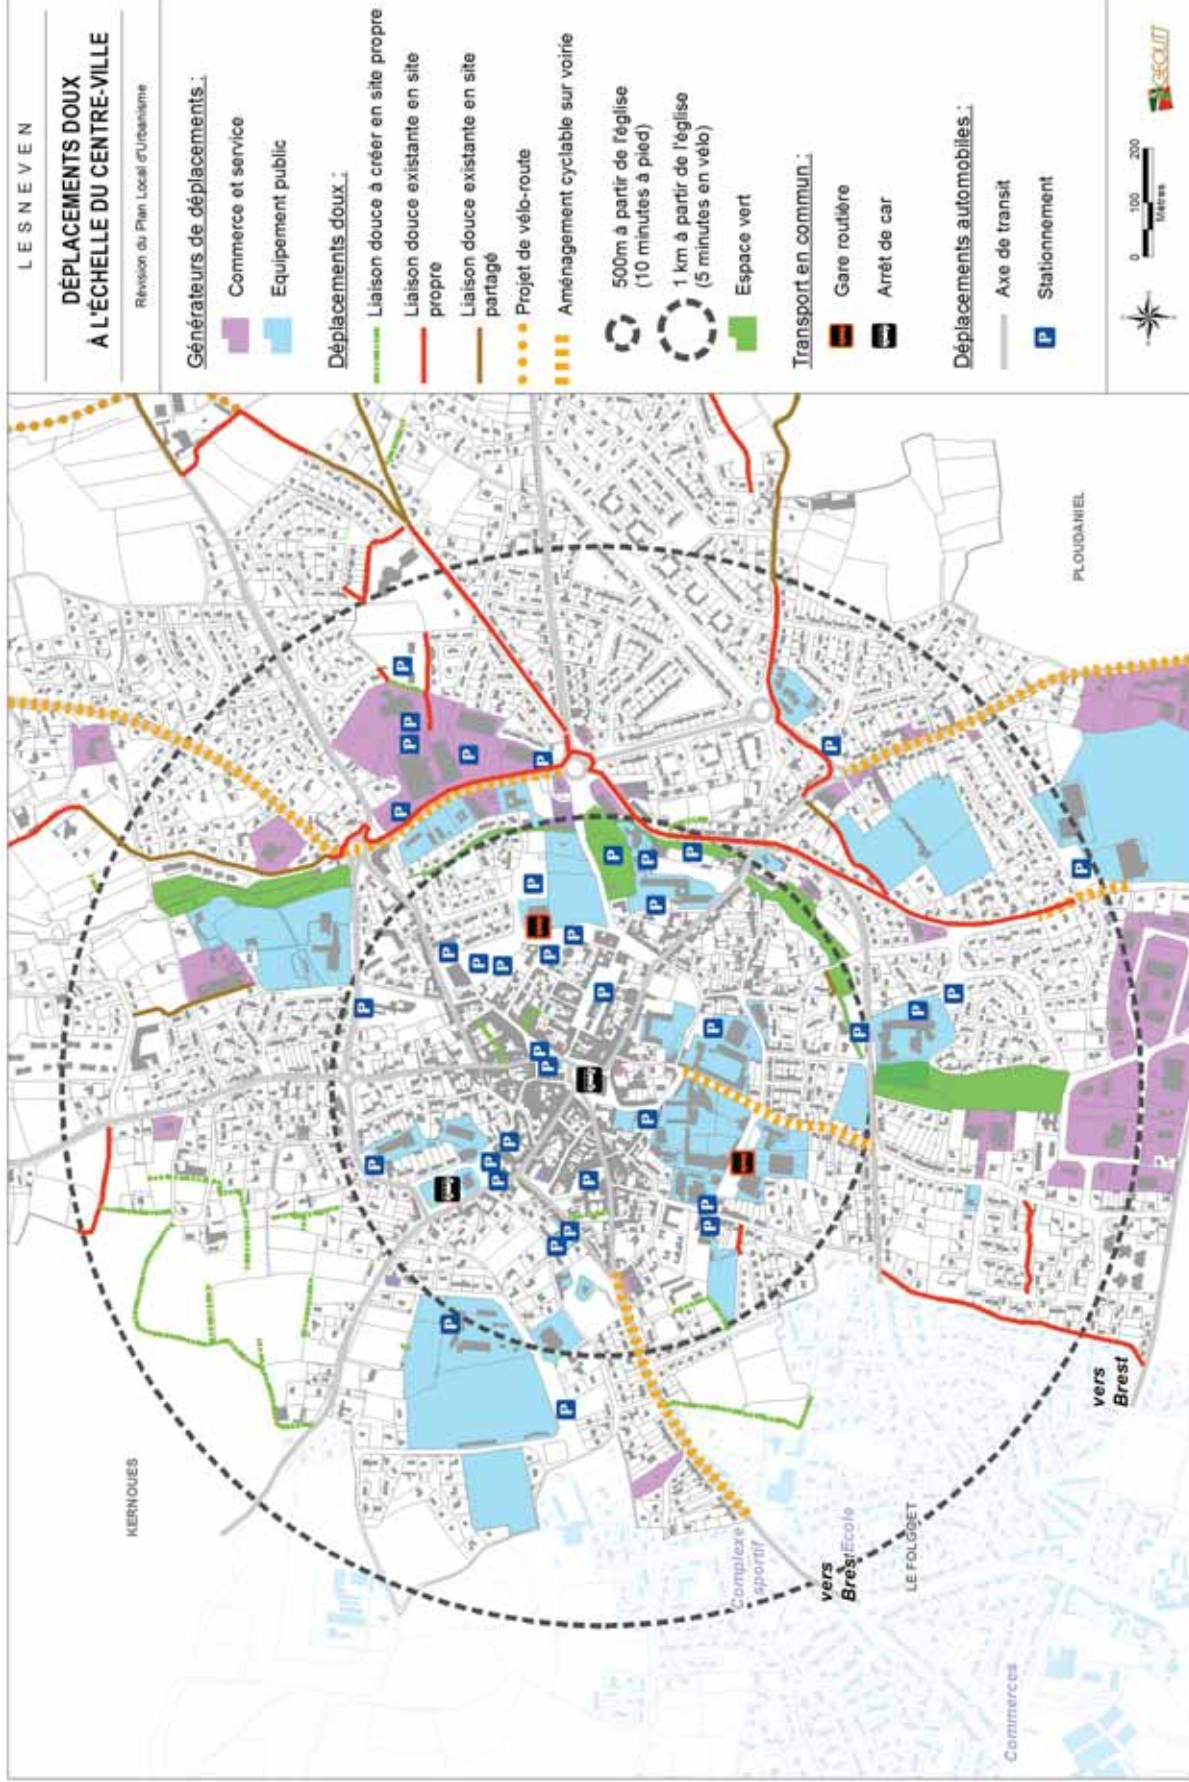 LESNEVEN
DÉPLACEMENTS DOUX
À L'ÉCHELLE DU CENTRE-VILLE
Révision du Plan Local d'Urbanisme
Générateurs de déplacements :
Commerce et service
Equipement public
Déplacements doux :
Liaison douce à créer en site propre
Liaison douce existante en site
propre
Liaison douce existante en site
partagé
Projet de vélo-route
Aménagement cyclable sur voirie
500m à partir de l'église
(10 minutes à pied)
1 km à partir de l'église
(5 minutes en vélo)
Espace vert
Transport en commun :
Gare routière
Arrêt de car
Déplacements automobiles :
Axe de transit
P Stationnement
0 100 200
Mètres
GÉOLITT
KERNOUES
PLOUDANIEL
LE FOLGOET
vers
Brest
vers
Brest
Ecole
Complexe
sportif
Commerces